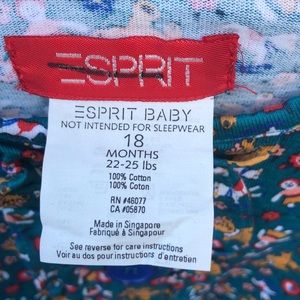 ESPRIT
ESPRIT BABY
NOT INTENDED FOR SLEEPWEAR
18
MONTHS
22-25 lbs
100% Cotton
100% Coton
RN #46077
CA #05870
Made in Singapore
Fabriqué à Singapour
See reverse for care instructions
Voir au dos pour instructions d'entretien